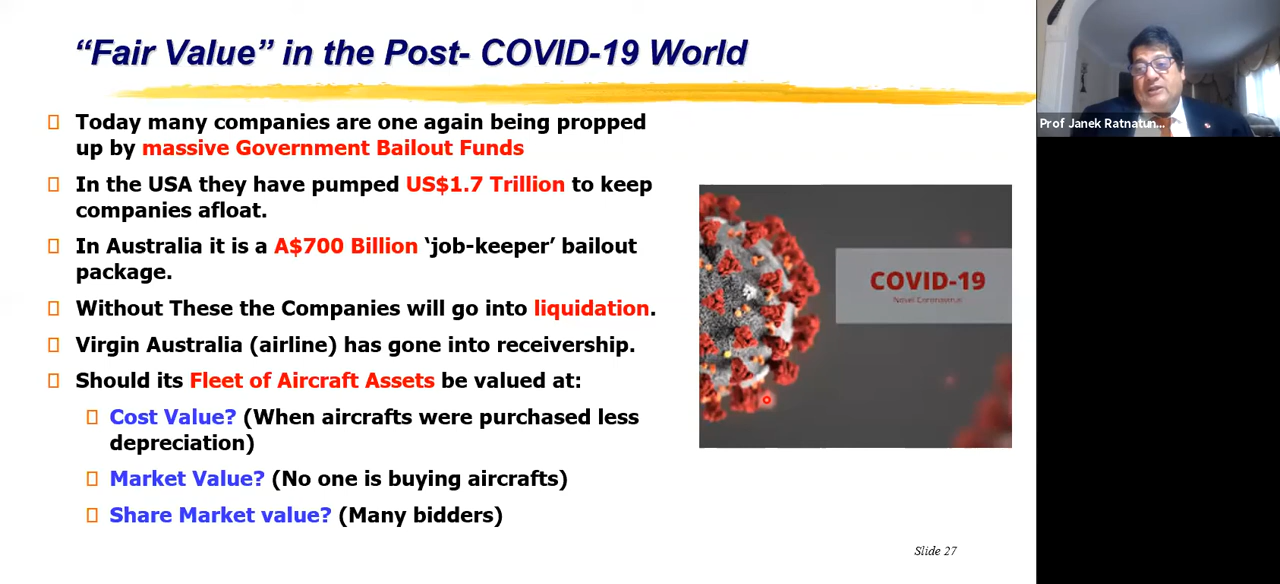 "Fair Value" in the Post- COVID-19 World
Today many companies are one again being propped
up by massive Government Bailout Funds
In the USA they have pumped US$1.7 Trillion to keep
companies afloat.
In Australia it is a A$700 Billion ‘job-keeper’ bailout
package.
Without These the Companies will go into liquidation.
Virgin Australia (airline) has gone into receivership.
Should its Fleet of Aircraft Assets be valued at:
Cost Value? (When aircrafts were purchased less
depreciation)
Market Value? (No one is buying aircrafts)
Share Market value? (Many bidders)
COVID-19
Novel Coronavirus
Slide 27
Prof Janek Ratnatun...